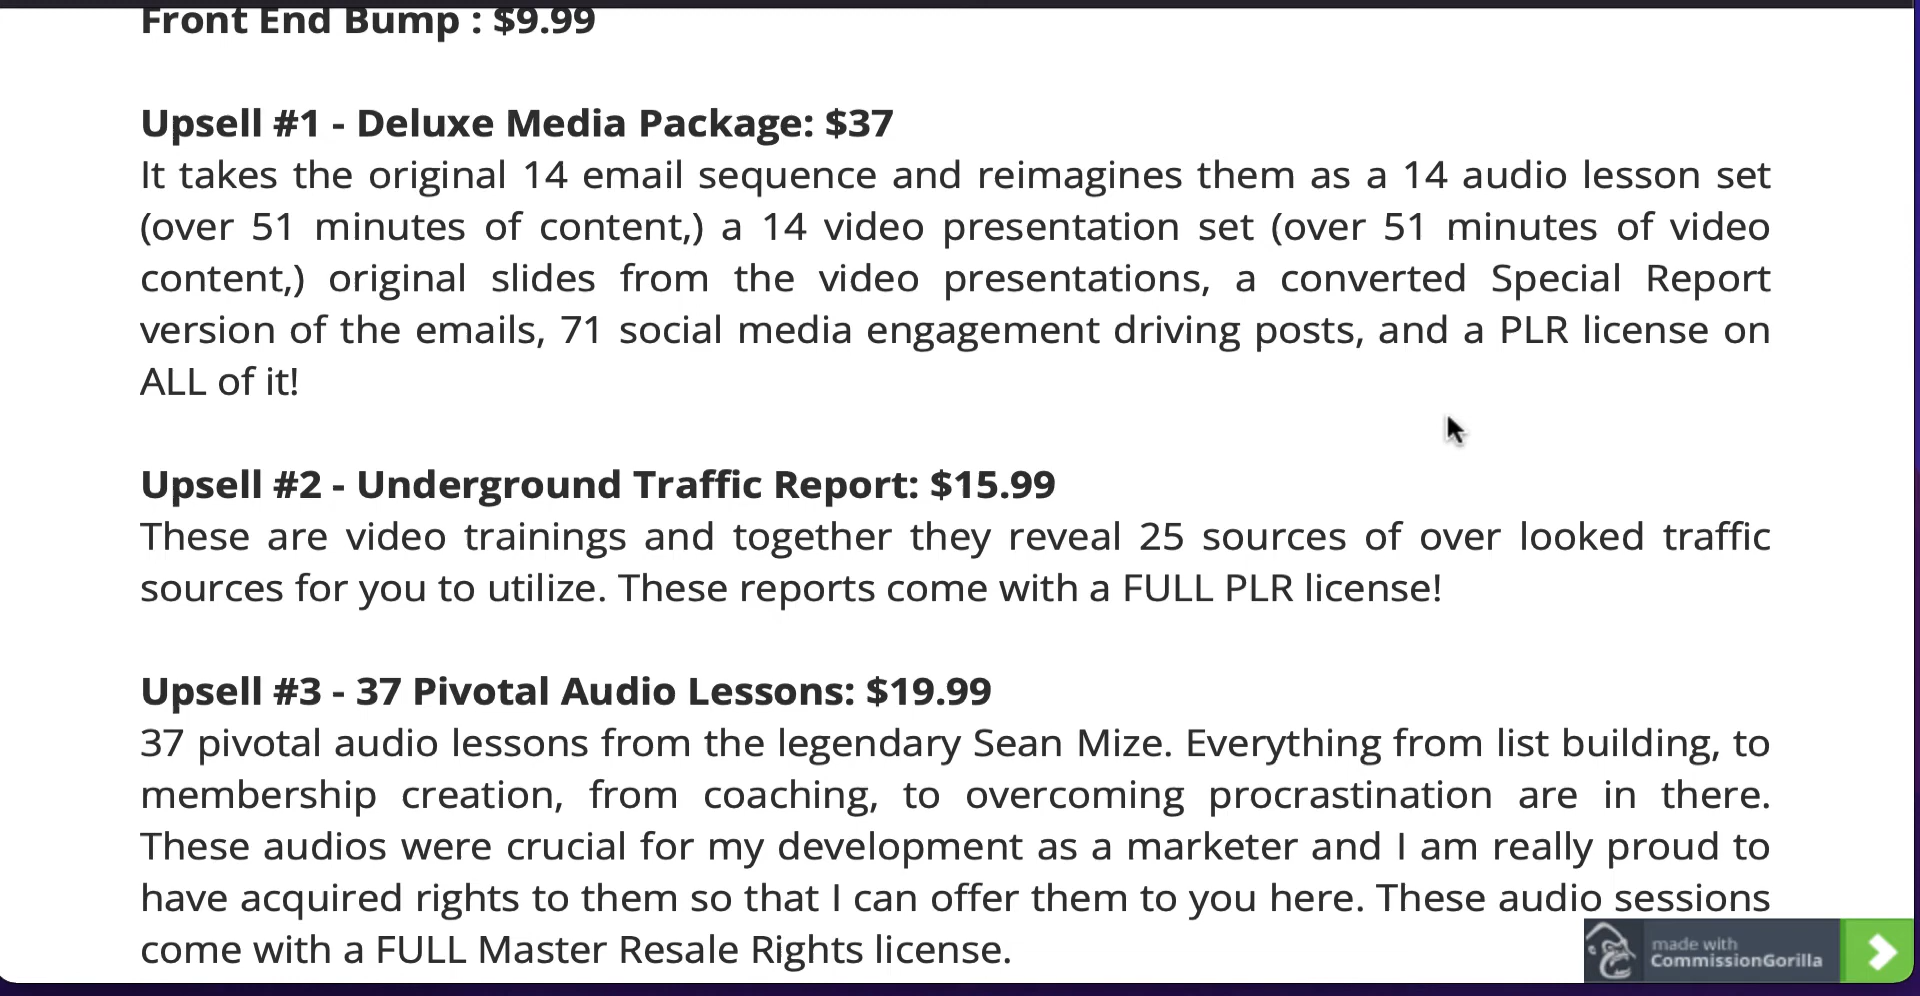 Front End Bump : $9.99
Upsell #1 - Deluxe Media Package: $37
It takes the original 14 email sequence and reimagines them as a 14 audio lesson set
(over 51 minutes of content,) a 14 video presentation set (over 51 minutes of video
content,) original slides from the video presentations, a converted Special Report
version of the emails, 71 social media engagement driving posts, and a PLR license on
ALL of it!
Upsell #2 - Underground Traffic Report: $15.99
These are video trainings and together they reveal 25 sources of over looked traffic
sources for you to utilize. These reports come with a FULL PLR license!
Upsell #3 - 37 Pivotal Audio Lessons: $19.99
37 pivotal audio lessons from the legendary Sean Mize. Everything from list building, to
membership creation, from coaching, to overcoming procrastination are in there.
These audios were crucial for my development as a marketer and I am really proud to
have acquired rights to them so that I can offer them to you here. These audio sessions
come with a FULL Master Resale Rights license.
made with
CommissionGorilla